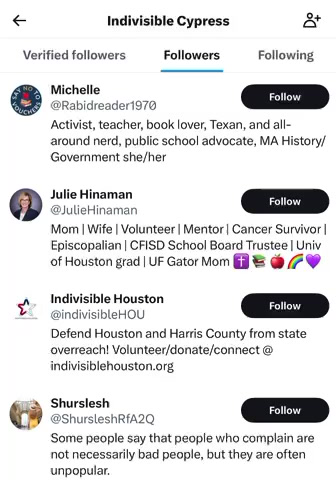 Indivisible Cypress
Verified followers Followers Following
Michelle
@Rabidreader1970
Follow
Activist, teacher, book lover, Texan, and all-
around nerd, public school advocate, MA History/
Government she/her
SAY NO TO VOUCHERS
Julie Hinaman
@JulieHinaman
Follow
Mom | Wife | Volunteer | Mentor | Cancer Survivor |
Episcopalian | CFISD School Board Trustee | Univ
of Houston grad | UF Gator Mom ✝️📚🍎🌈💜
Indivisible Houston
@indivisibleHOU
Follow
Defend Houston and Harris County from state
overreach! Volunteer/donate/connect @
indivisiblehouston.org
Shurslesh
@ShursleshRfA2Q
Follow
Some people say that people who complain are
not necessarily bad people, but they are often
unpopular.